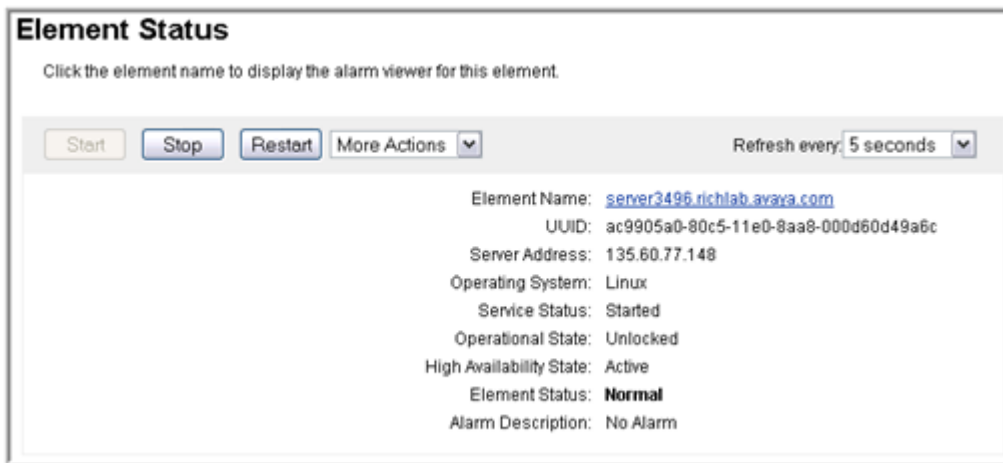 Element Status
Click the element name to display the alarm viewer for this element.
Start Stop Restart More Actions Refresh every: 5 seconds
Element Name: server3496.richlab.avaya.com
UUID: ac9905a0-80c5-11e0-8aa8-000d60d49a6c
Server Address: 135.60.77.148
Operating System: Linux
Service Status: Started
Operational State: Unlocked
High Availability State: Active
Element Status: Normal
Alarm Description: No Alarm